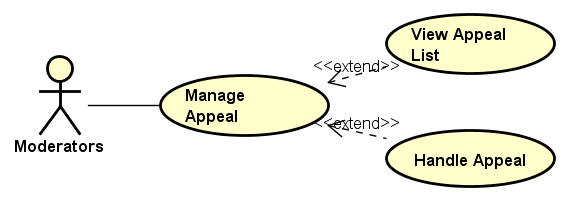 View Appeal
List
<<extend>>
Manage
Appeal
<<extend>>
Moderators
Handle Appeal